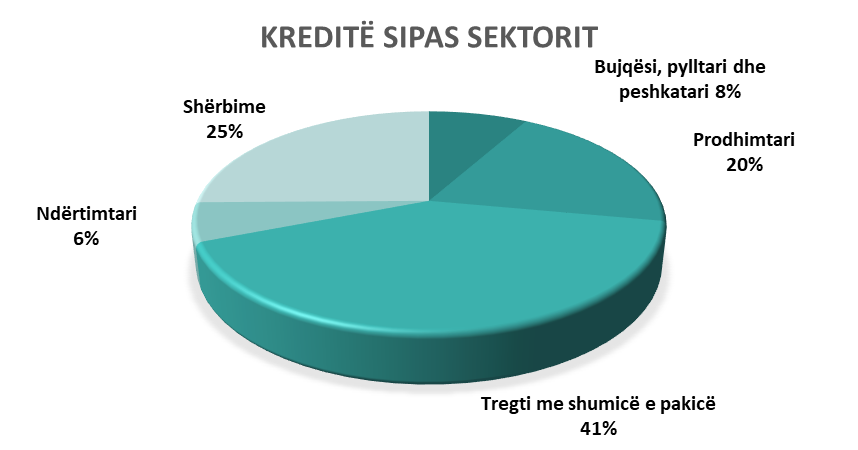 KREDITË SIPAS SEKTORIT
Bujqësi, pylltari dhe
peshkatari 8%
Prodhimtari
20%
Tregti me shumicë e pakicë
41%
Ndërtimtari
6%
Shërbime
25%